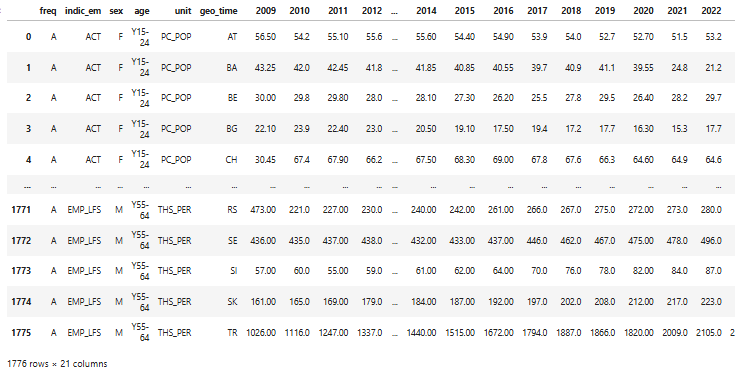 freq indic_em sex age unit geo_time 2009 2010 2011 2012 ... 2014 2015 2016 2017 2018 2019 2020 2021 2022
0 A ACT F Y15-24 PC_POP AT 56.50 54.2 55.10 55.6 ... 55.60 54.40 54.90 53.9 54.0 52.7 52.70 51.5 53.2
1 A ACT F Y15-24 PC_POP BA 43.25 42.0 42.45 41.8 ... 41.85 40.85 40.55 39.7 40.9 41.1 39.55 24.8 21.2
2 A ACT F Y15-24 PC_POP BE 30.00 29.8 29.80 28.0 ... 28.10 27.30 26.20 25.5 27.8 29.5 26.40 28.2 29.7
3 A ACT F Y15-24 PC_POP BG 22.10 23.9 22.40 23.0 ... 20.50 19.10 17.50 19.4 17.2 17.7 16.30 15.3 17.7
4 A ACT F Y15-24 PC_POP CH 30.45 67.4 67.90 66.2 ... 67.50 68.30 69.00 67.8 67.6 66.3 64.60 64.9 64.6
... ... ... ... ... ... ... ... ... ... ... ... ... ... ... ... ... ... ... ... ...
1771 A EMP_LFS M Y55-64 THS_PER RS 473.00 221.0 227.00 230.0 ... 240.00 242.00 261.00 266.0 267.0 275.0 272.00 273.0 280.0
1772 A EMP_LFS M Y55-64 THS_PER SE 436.00 435.0 437.00 438.0 ... 432.00 433.00 437.00 446.0 462.0 467.0 475.00 478.0 496.0
1773 A EMP_LFS M Y55-64 THS_PER SI 57.00 60.0 55.00 59.0 ... 61.00 62.00 64.00 70.0 76.0 78.0 82.00 84.0 87.0
1774 A EMP_LFS M Y55-64 THS_PER SK 161.00 165.0 169.00 179.0 ... 184.00 187.00 192.00 197.0 202.0 208.0 212.00 217.0 223.0
1775 A EMP_LFS M Y55-64 THS_PER TR 1026.00 1116.0 1247.00 1337.0 ... 1440.00 1515.00 1672.00 1794.0 1887.0 1866.0 1820.00 2009.0 2105.0 2
1776 rows × 21 columns